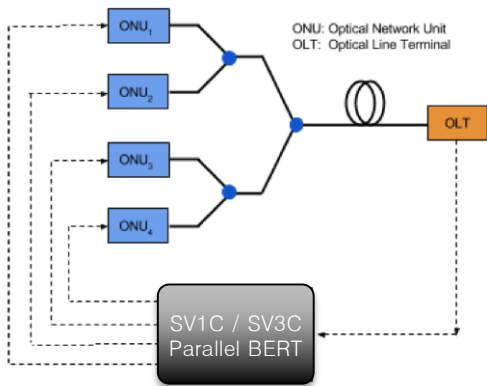 ONU₁
ONU: Optical Network Unit
OLT: Optical Line Terminal
ONU₂
OLT
ONU₃
ONU₄
SV1C / SV3C
Parallel BERT